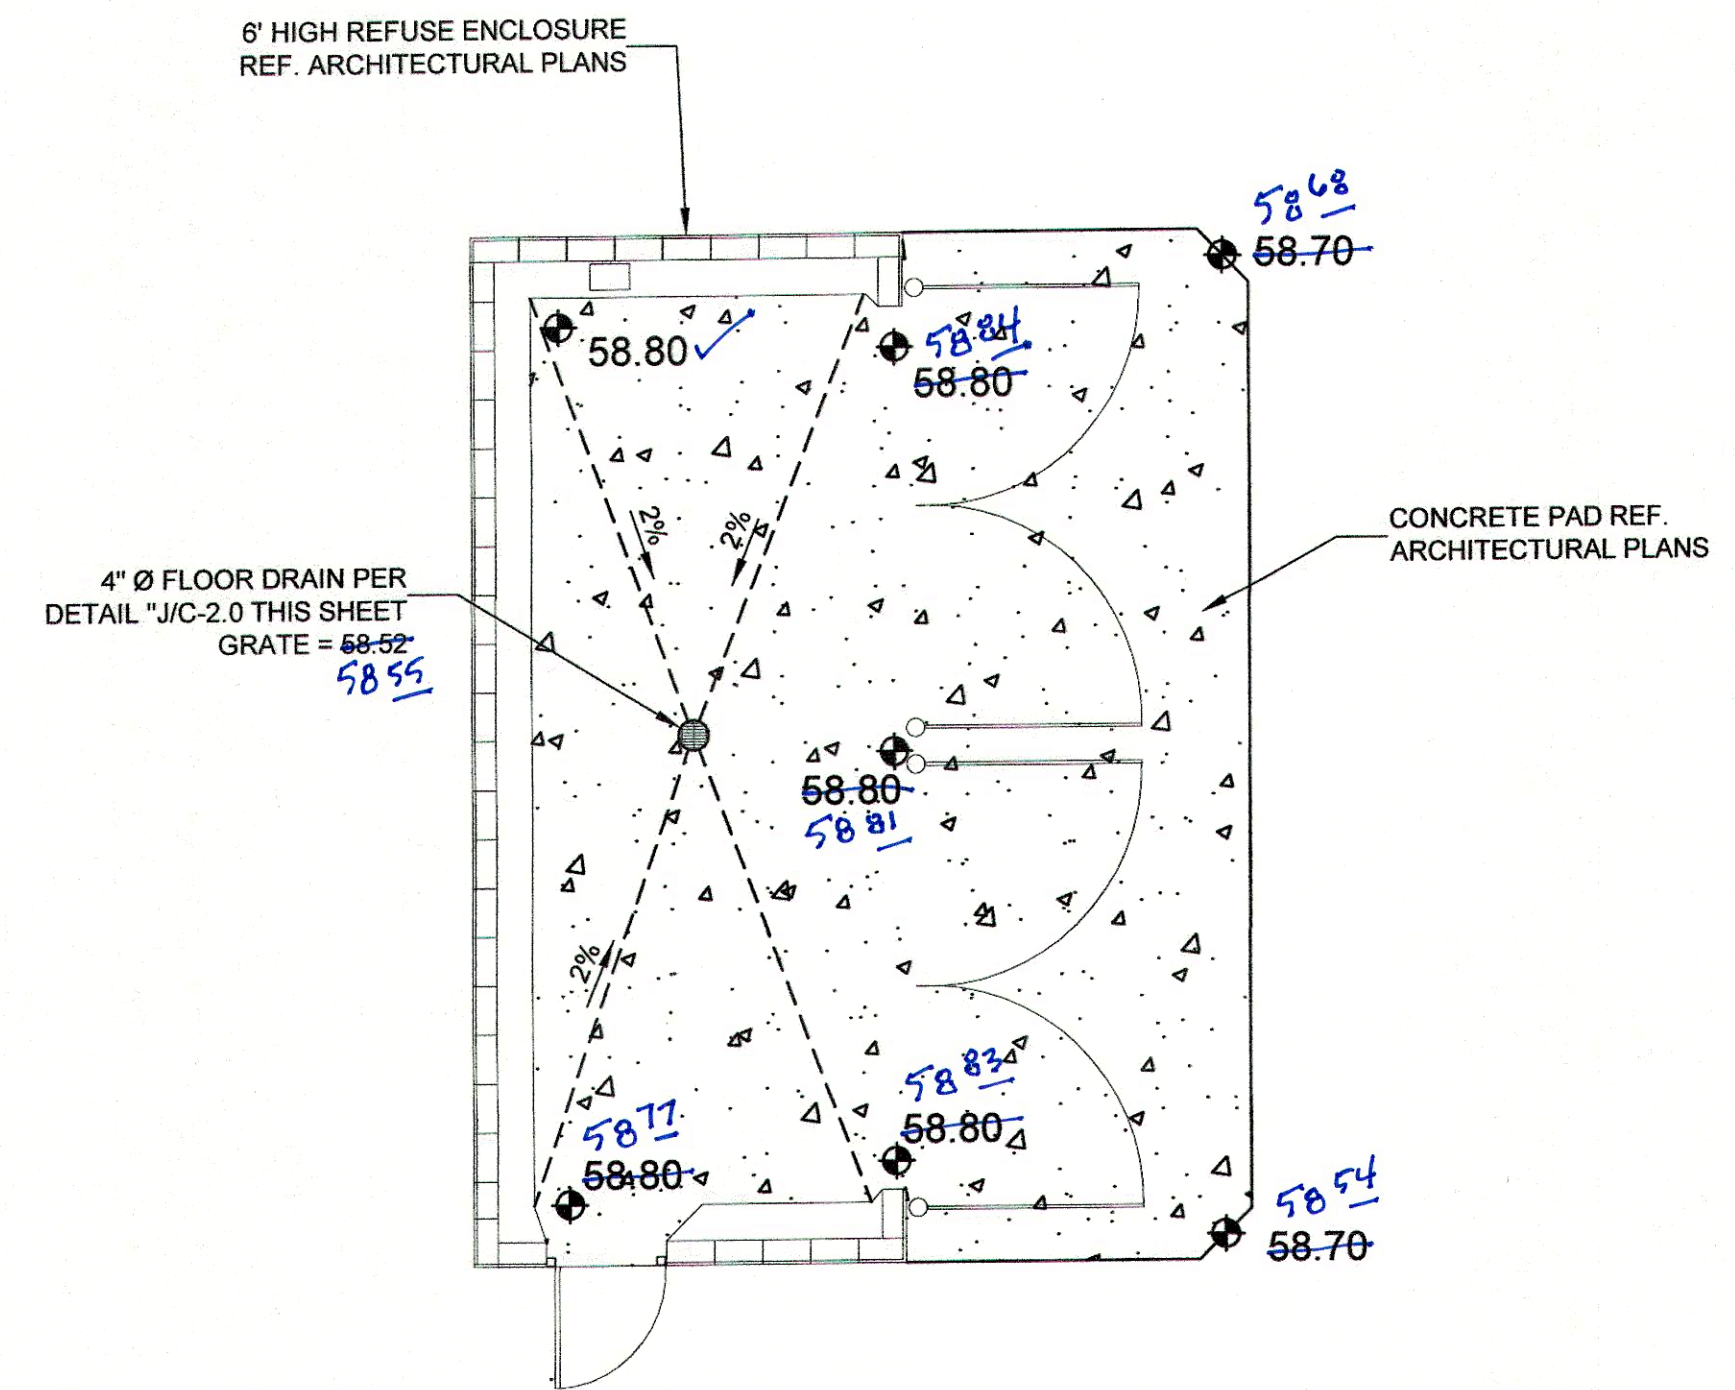 6' HIGH REFUSE ENCLOSURE
REF. ARCHITECTURAL PLANS
58 68
58.70
58.80
58 84
58.80
2%
2%
CONCRETE PAD REF.
ARCHITECTURAL PLANS
4" Ø FLOOR DRAIN PER
DETAIL "J/C-2.0 THIS SHEET
GRATE = 58.52
58 55
58.80
58 81
2%
58 83
58.80
58 77
58.80
58 54
58.70